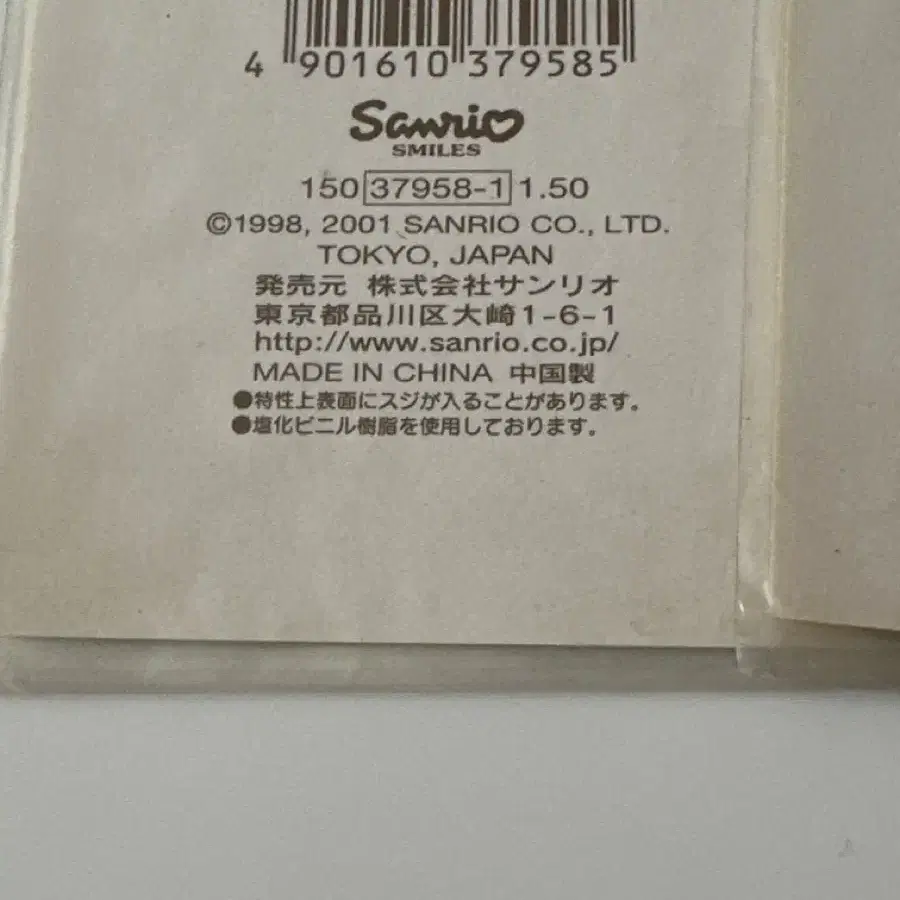 4 901610 379585
Sanrio
SMILES
150 37958-1 1.50
©1998, 2001 SANRIO CO., LTD.
TOKYO, JAPAN
発売元 株式会社サンリオ
東京都品川区大崎1-6-1
http://www.sanrio.co.jp/
MADE IN CHINA 中国製
●特性上表面にスジが入ることがあります。
●塩化ビニル樹脂を使用しております。